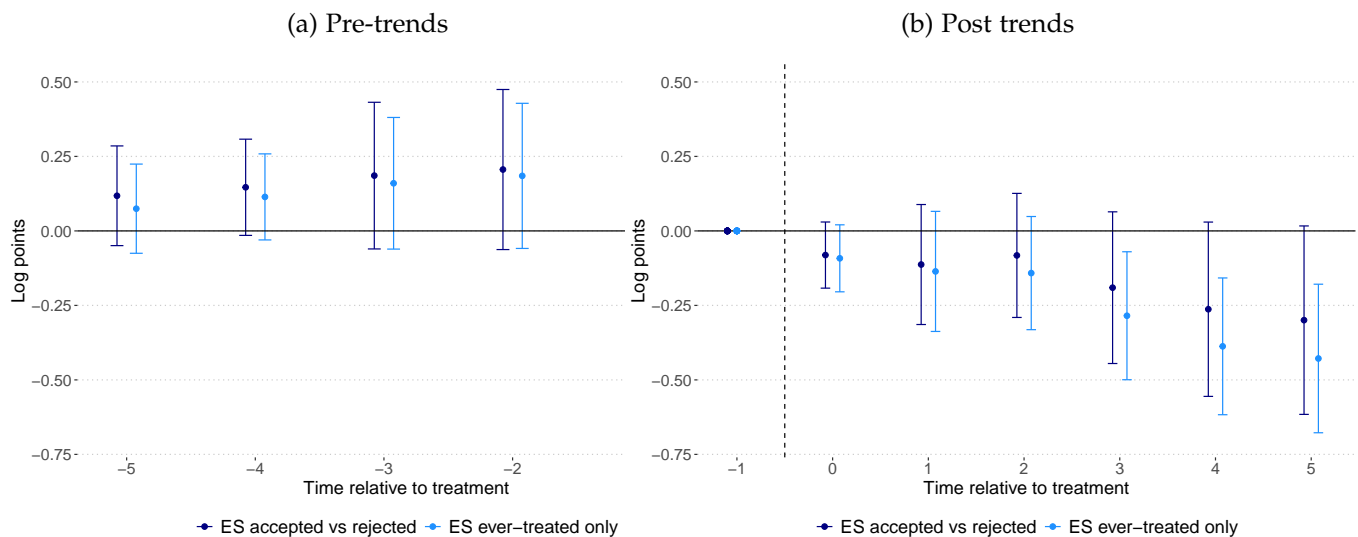 (a) Pre-trends
0.50
0.25
0.00
−0.25
−0.50
−0.75
Log points
−5 −4 −3 −2
Time relative to treatment
ES accepted vs rejected ES ever−treated only
(b) Post trends
0.50
0.25
0.00
−0.25
−0.50
−0.75
Log points
−1 0 1 2 3 4 5
Time relative to treatment
ES accepted vs rejected ES ever−treated only